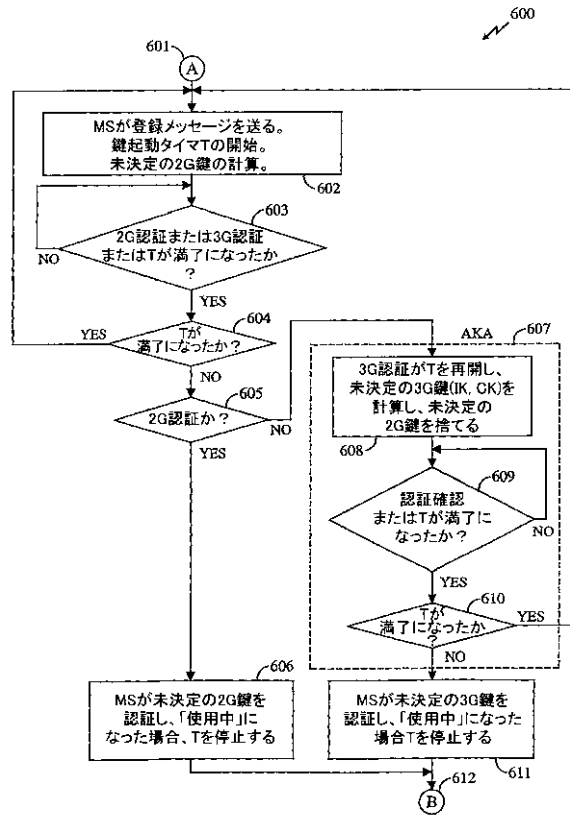 600
601
A
MSが登録メッセージを送る。
鍵起動タイマTの開始。
未決定の2G鍵の計算。
602
603
2G認証または3G認証
またはTが満了になったか
?
NO
YES
604
Tが
満了になったか?
YES
NO
605
2G認証か?
NO
YES
607
AKA
3G認証がTを再開し、
未決定の3G鍵(IK, CK)を
計算し、未決定の
2G鍵を捨てる
608
609
認証確認
またはTが満了に
なったか?
NO
YES
610
Tが
満了になったか
?
YES
NO
606
MSが未決定の2G鍵を
認証し、「使用中」に
なった場合、Tを停止する
MSが未決定の3G鍵を
認証し、「使用中」になった
場合Tを停止する
611
612
B